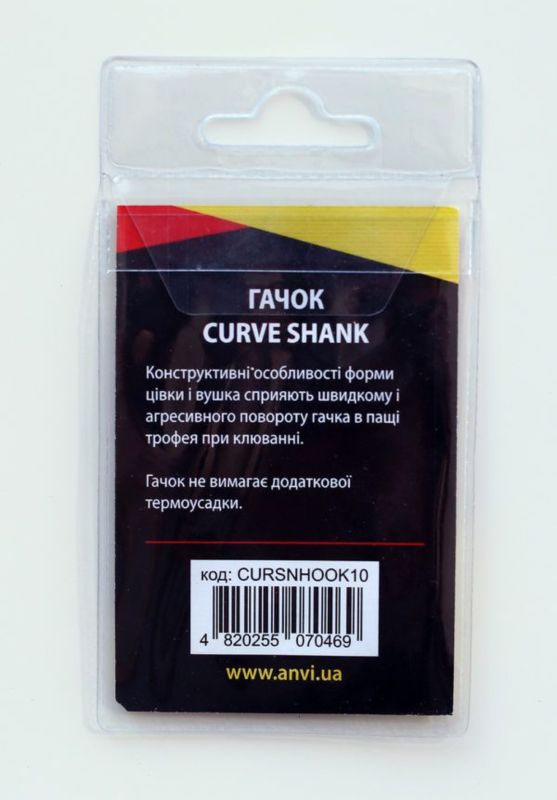 ГАЧОК
CURVE SHANK
Конструктивні особливості форми
цівки і вушка сприяють швидкому і
агресивного повороту гачка в пащі
трофея при клюванні.
Гачок не вимагає додаткової
термоусадки.
код: CURSNHOOK10
4 820255 070469
www.anvi.ua